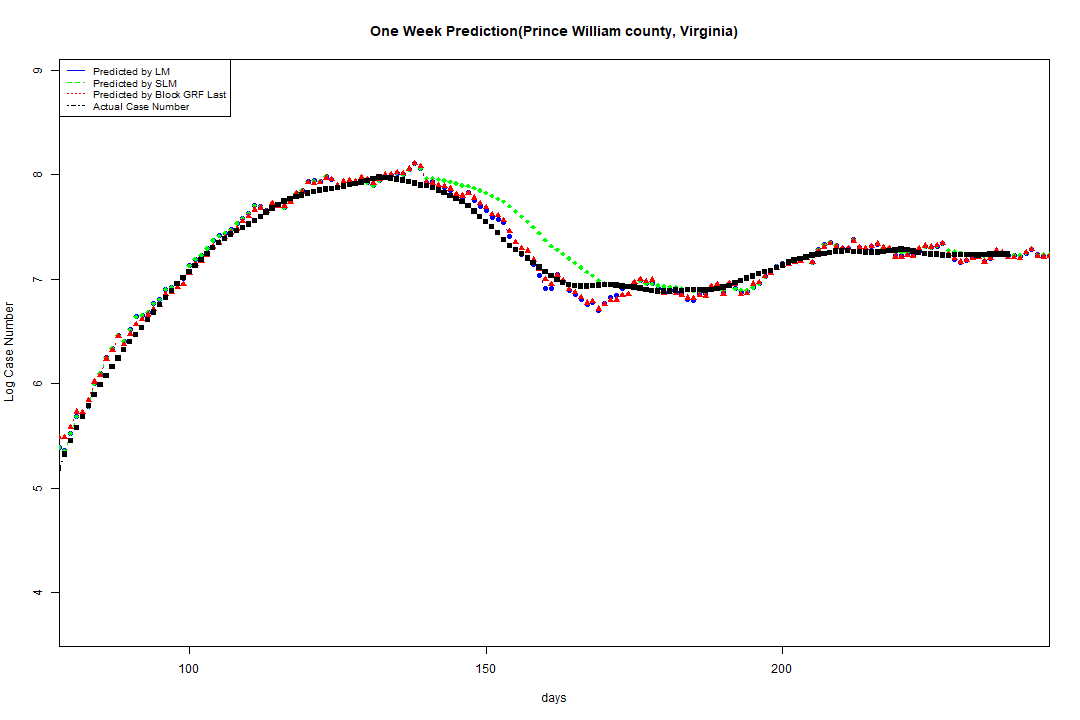 One Week Prediction(Prince William county, Virginia)
Predicted by LM
Predicted by SLM
Predicted by Block GRF Last
Actual Case Number
9
8
7
6
5
4
Log Case Number
100 150 200
days